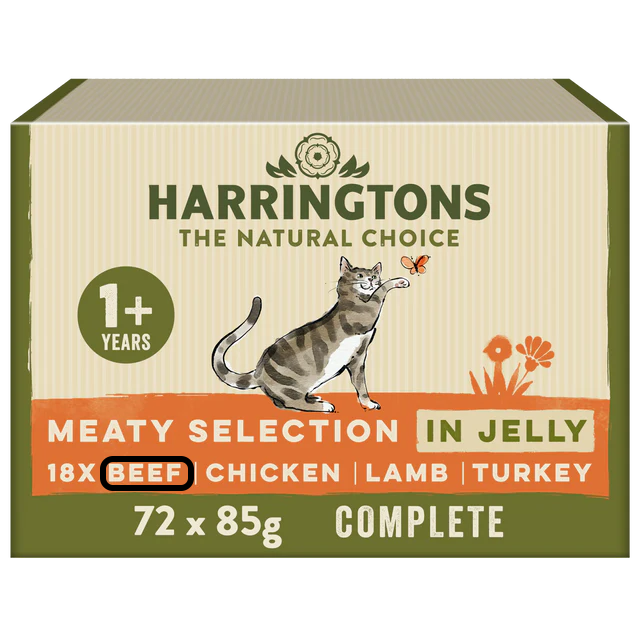 HARRINGTONS
THE NATURAL CHOICE
1+
YEARS
MEATY SELECTION IN JELLY
18X BEEF | CHICKEN | LAMB | TURKEY
72 x 85g COMPLETE